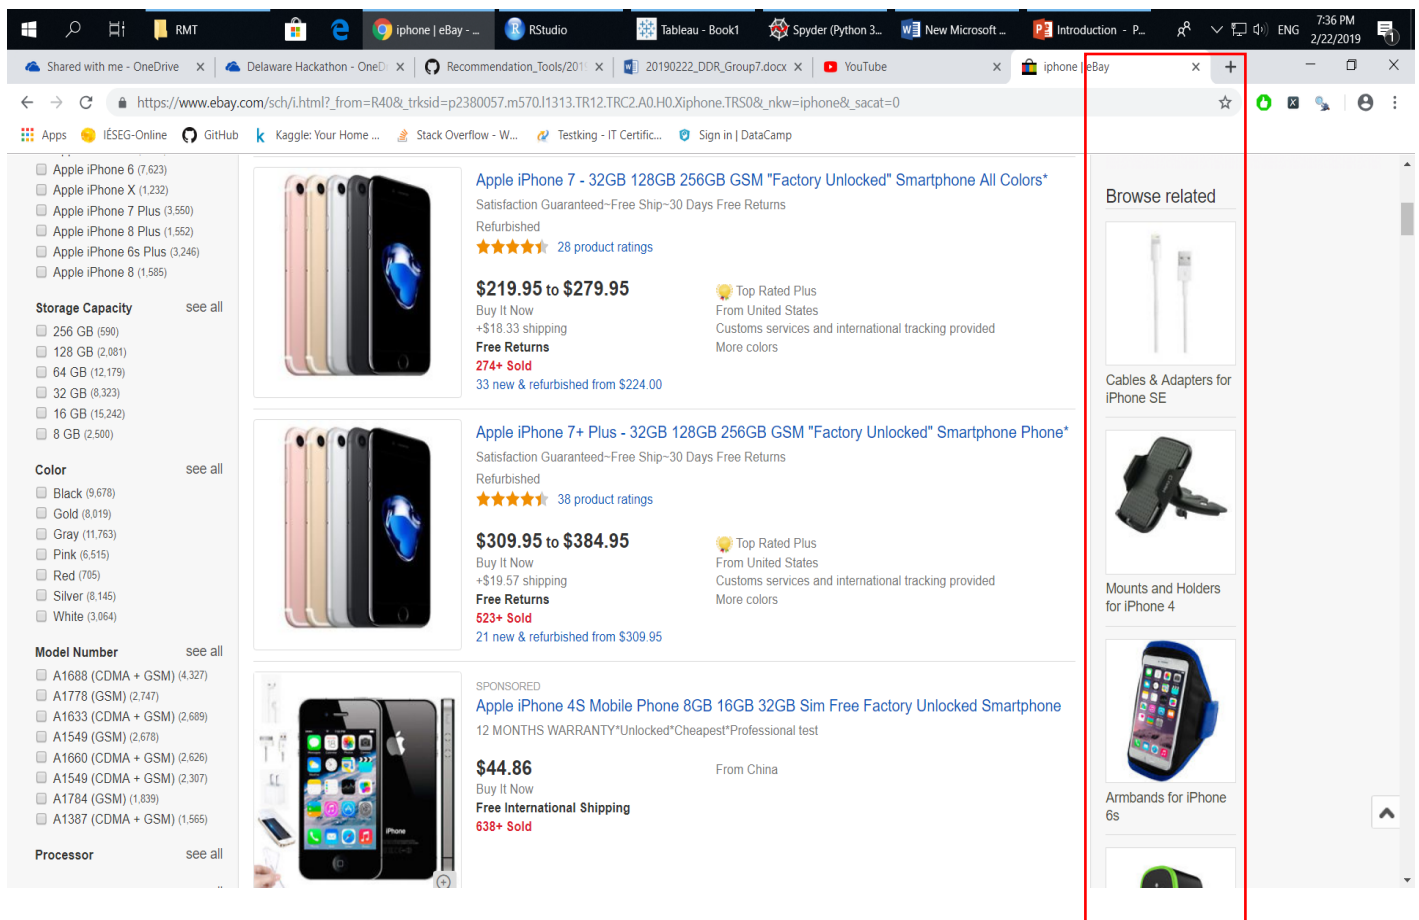 RMT
iphone | eBay - ...
RStudio
Tableau - Book1
Spyder (Python 3...
New Microsoft ...
Introduction - P...
ENG
7:36 PM
2/22/2019
1
Shared with me - OneDrive
Delaware Hackathon - OneD
Recommendation_Tools/201
20190222_DDR_Group7.docx
YouTube
iphone | eBay
https://www.ebay.com/sch/i.html?_from=R40&_trksid=p2380057.m570.l1313.TR12.TRC2.A0.H0.Xiphone.TRS0&_nkw=iphone&_sacat=0
Apps
IÉSEG-Online
GitHub
Kaggle: Your Home ...
Stack Overflow - W...
Testking - IT Certific...
Sign in | DataCamp
Apple iPhone 6 (7,623)
Apple iPhone X (1,232)
Apple iPhone 7 Plus (3,550)
Apple iPhone 8 Plus (1,552)
Apple iPhone 6s Plus (3,246)
Apple iPhone 8 (1,585)
Storage Capacity see all
256 GB (590)
128 GB (2,081)
64 GB (12,179)
32 GB (8,323)
16 GB (15,242)
8 GB (2,500)
Color see all
Black (9,678)
Gold (8,019)
Gray (11,763)
Pink (6,515)
Red (705)
Silver (8,145)
White (3,064)
Model Number see all
A1688 (CDMA + GSM) (4,327)
A1778 (GSM) (2,747)
A1633 (CDMA + GSM) (2,689)
A1549 (GSM) (2,678)
A1660 (CDMA + GSM) (2,626)
A1549 (CDMA + GSM) (2,307)
A1784 (GSM) (1,839)
A1387 (CDMA + GSM) (1,565)
Processor see all
Apple iPhone 7 - 32GB 128GB 256GB GSM "Factory Unlocked" Smartphone All Colors*
Satisfaction Guaranteed~Free Ship~30 Days Free Returns
Refurbished
28 product ratings
$219.95 to $279.95
Buy It Now
+$18.33 shipping
Free Returns
274+ Sold
33 new & refurbished from $224.00
Top Rated Plus
From United States
Customs services and international tracking provided
More colors
Apple iPhone 7+ Plus - 32GB 128GB 256GB GSM "Factory Unlocked" Smartphone Phone*
Satisfaction Guaranteed~Free Ship~30 Days Free Returns
Refurbished
38 product ratings
$309.95 to $384.95
Buy It Now
+$19.57 shipping
Free Returns
523+ Sold
21 new & refurbished from $309.95
Top Rated Plus
From United States
Customs services and international tracking provided
More colors
SPONSORED
Apple iPhone 4S Mobile Phone 8GB 16GB 32GB Sim Free Factory Unlocked Smartphone
12 MONTHS WARRANTY*Unlocked*Cheapest*Professional test
$44.86
Buy It Now
Free International Shipping
638+ Sold
From China
iPhone
Browse related
Cables & Adapters for
iPhone SE
Mounts and Holders
for iPhone 4
Armbands for iPhone
6s